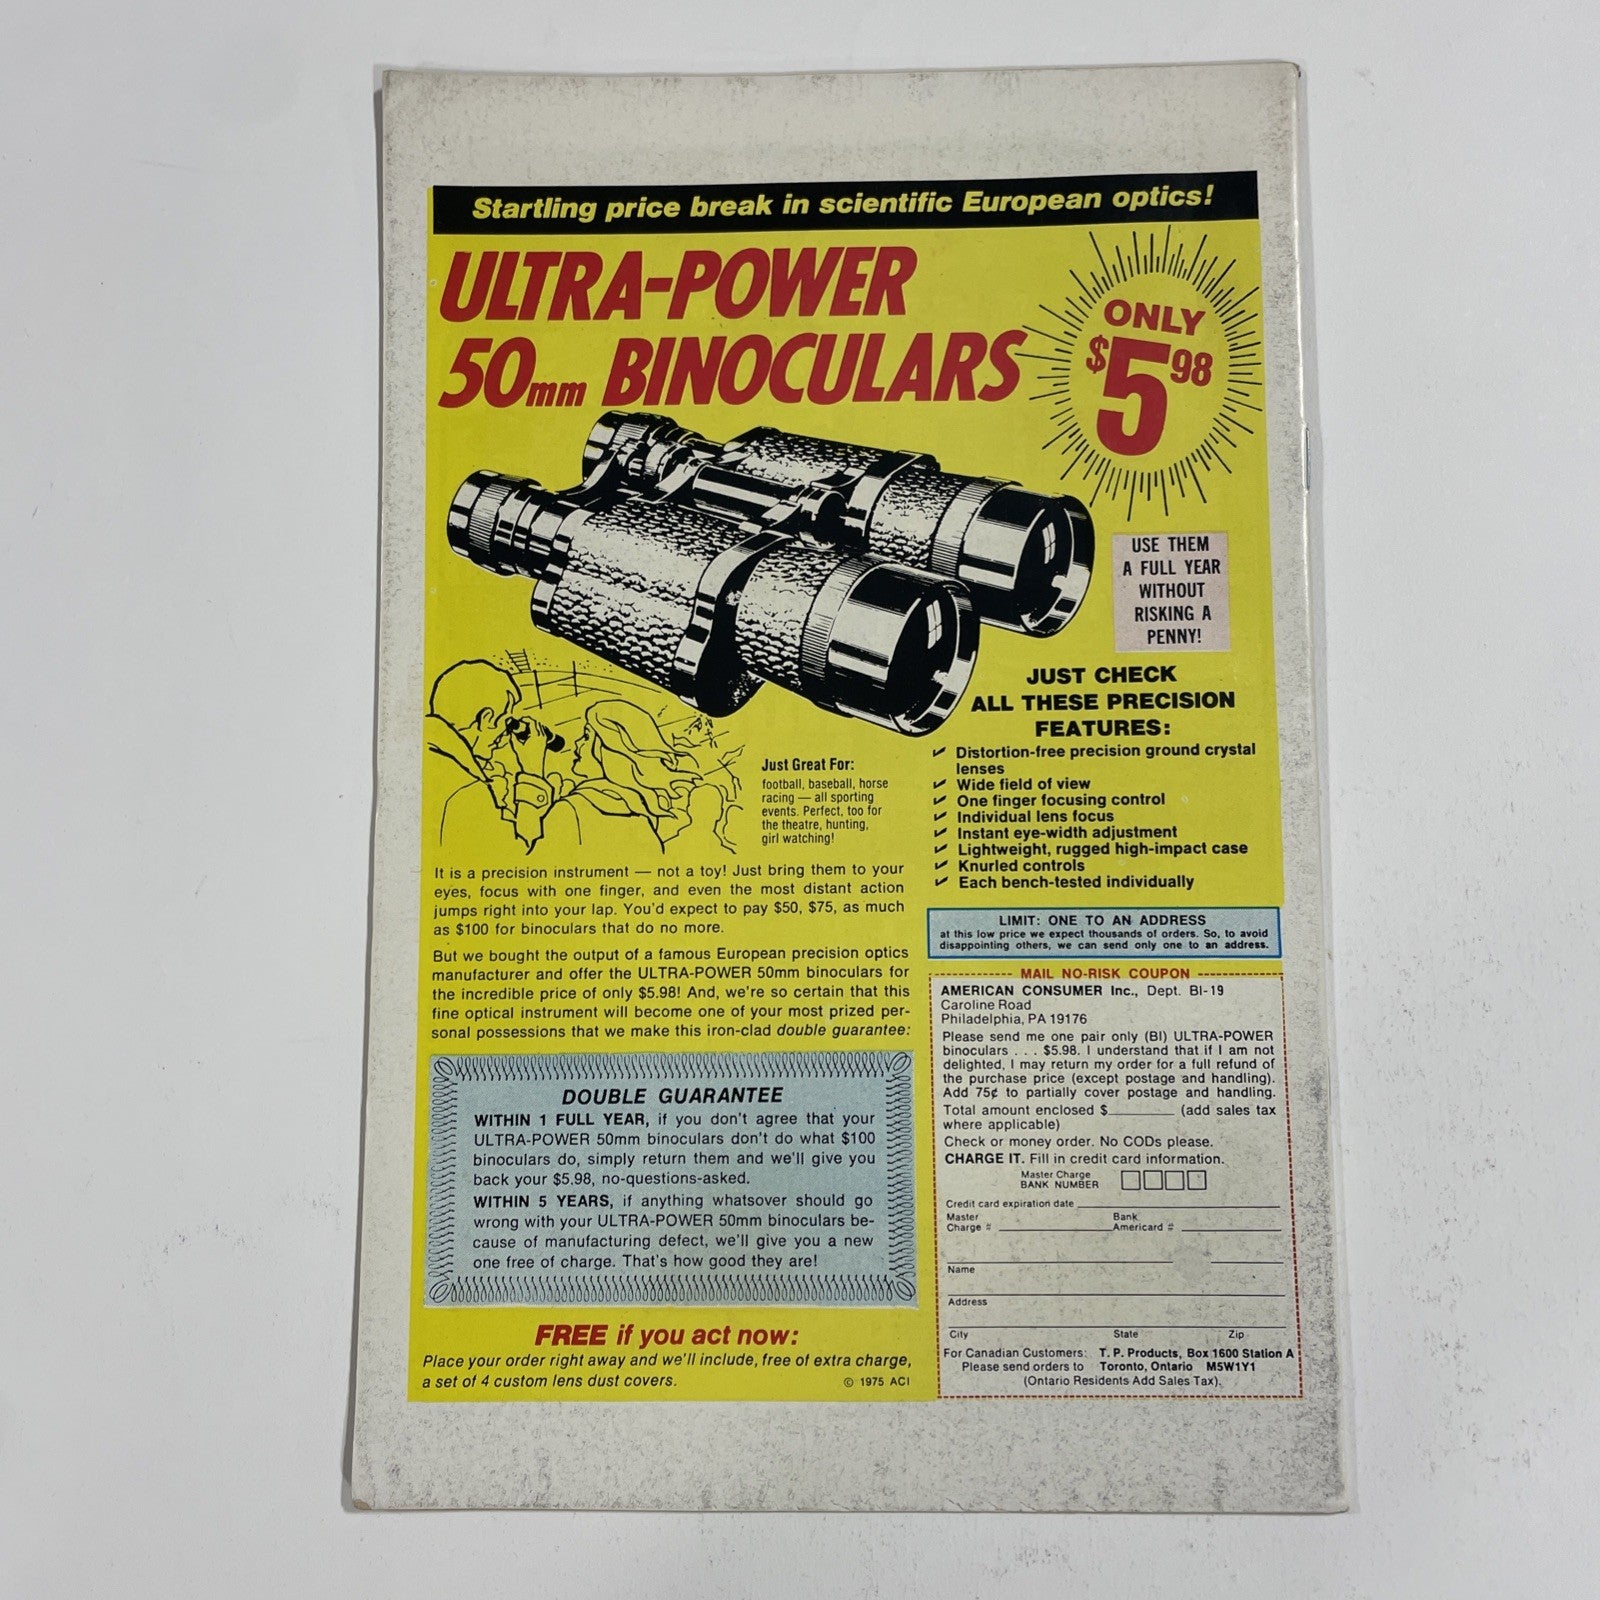 Startling price break in scientific European optics!
ULTRA-POWER
50mm BINOCULARS
ONLY
$5 98
USE THEM
A FULL YEAR
WITHOUT
RISKING A
PENNY!
JUST CHECK
ALL THESE PRECISION
FEATURES:
✓ Distortion-free precision ground crystal
lenses
✓ Wide field of view
✓ One finger focusing control
✓ Individual lens focus
✓ Instant eye-width adjustment
✓ Lightweight, rugged high-impact case
✓ Knurled controls
✓ Each bench-tested individually
Just Great For:
football, baseball, horse
racing — all sporting
events. Perfect, too for
the theatre, hunting,
girl watching!
It is a precision instrument — not a toy! Just bring them to your
eyes, focus with one finger, and even the most distant action
jumps right into your lap. You'd expect to pay $50, $75, as much
as $100 for binoculars that do no more.
But we bought the output of a famous European precision optics
manufacturer and offer the ULTRA-POWER 50mm binoculars for
the incredible price of only $5.98! And, we're so certain that this
fine optical instrument will become one of your most prized per-
sonal possessions that we make this iron-clad double guarantee:
DOUBLE GUARANTEE
WITHIN 1 FULL YEAR, if you don't agree that your
ULTRA-POWER 50mm binoculars don't do what $100
binoculars do, simply return them and we'll give you
back your $5.98, no-questions-asked.
WITHIN 5 YEARS, if anything whatsover should go
wrong with your ULTRA-POWER 50mm binoculars be-
cause of manufacturing defect, we'll give you a new
one free of charge. That's how good they are!
FREE if you act now:
Place your order right away and we'll include, free of extra charge,
a set of 4 custom lens dust covers.
© 1975 ACI
LIMIT: ONE TO AN ADDRESS
at this low price we expect thousands of orders. So, to avoid
disappointing others, we can send only one to an address.
MAIL NO-RISK COUPON
AMERICAN CONSUMER Inc., Dept. BI-19
Caroline Road
Philadelphia, PA 19176
Please send me one pair only (BI) ULTRA-POWER
binoculars . . . $5.98. I understand that if I am not
delighted, I may return my order for a full refund of
the purchase price (except postage and handling).
Add 75¢ to partially cover postage and handling.
Total amount enclosed $________ (add sales tax
where applicable)
Check or money order. No CODs please.
CHARGE IT. Fill in credit card information.
Master Charge
BANK NUMBER
Credit card expiration date
Master Charge #
Bank Americard #
Name
Address
City State Zip
For Canadian Customers: T. P. Products, Box 1600 Station A
Please send orders to Toronto, Ontario M5W1Y1
(Ontario Residents Add Sales Tax).